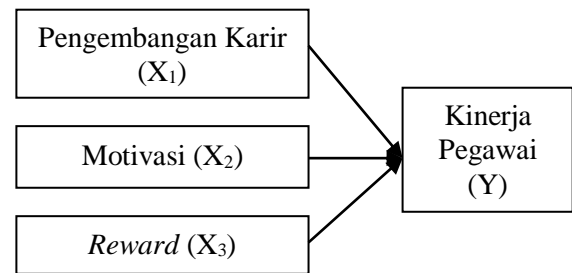 Pengembangan Karir
(X₁)
Motivasi (X₂)
Reward (X₃)
Kinerja
Pegawai
(Y)